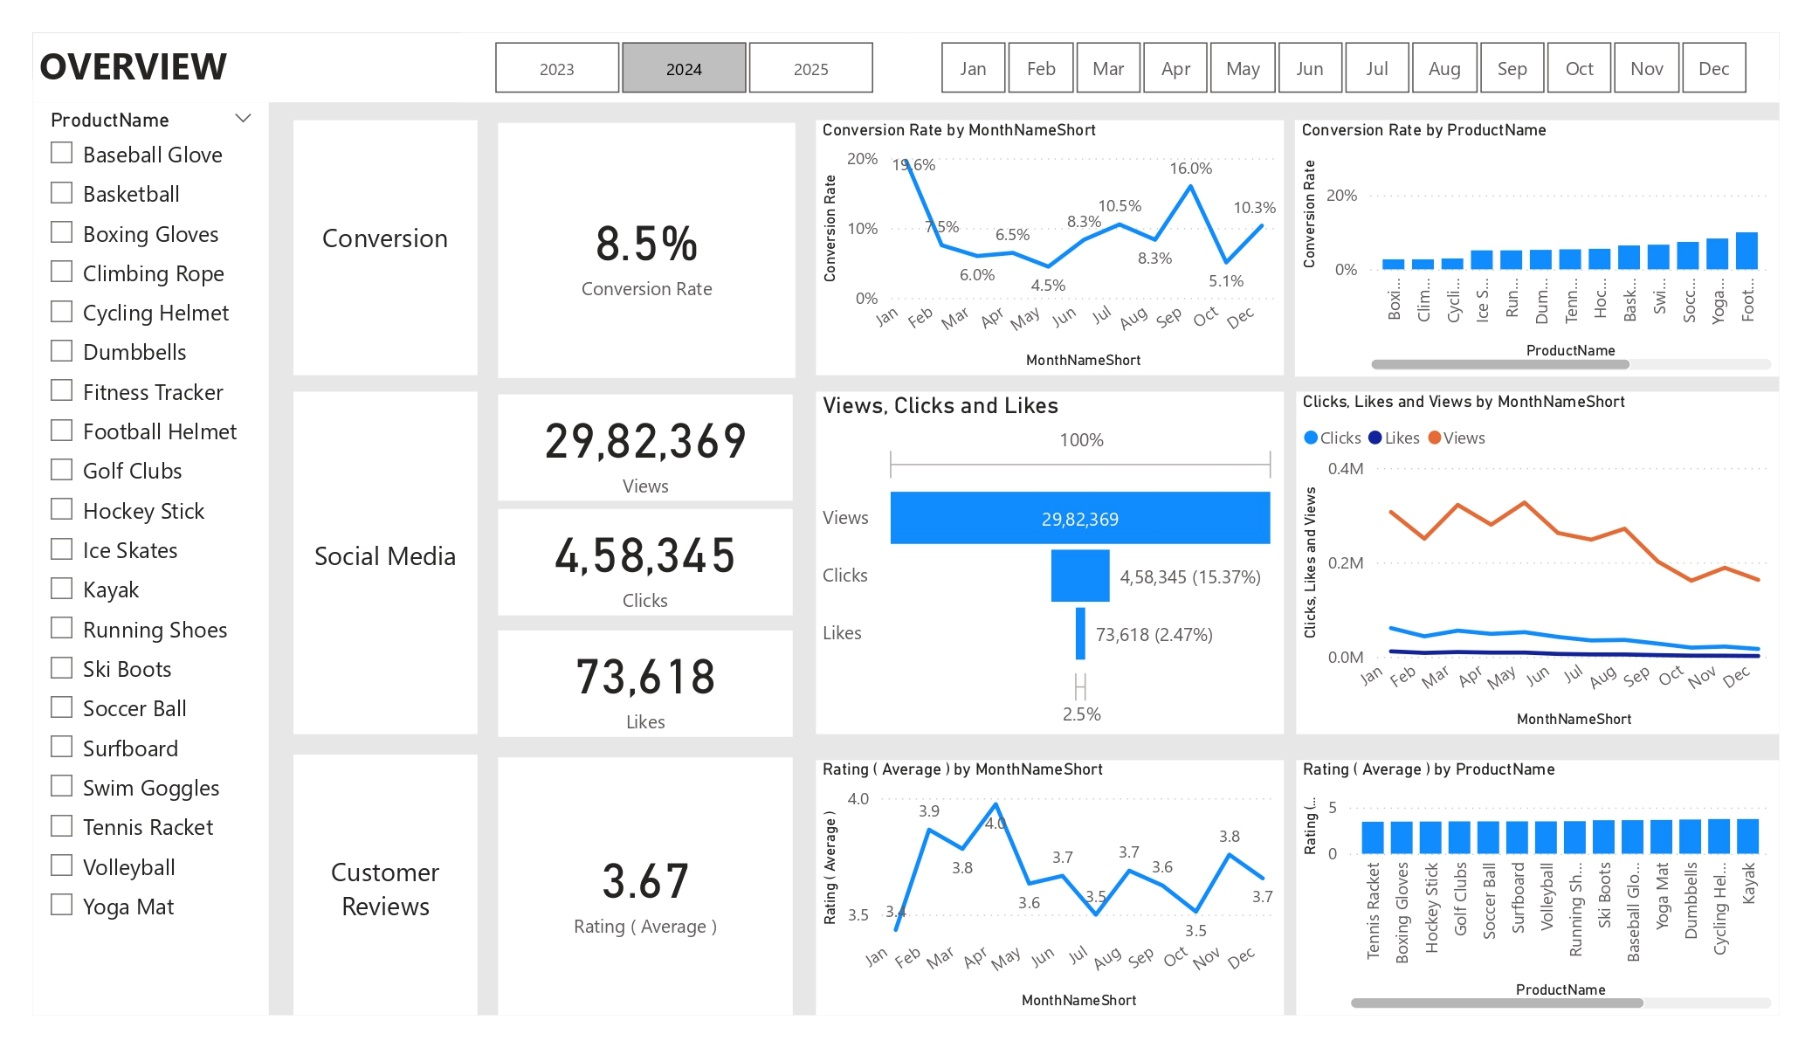 OVERVIEW
2023
2024
2025
Jan
Feb
Mar
Apr
May
Jun
Jul
Aug
Sep
Oct
Nov
Dec
ProductName
Baseball Glove
Basketball
Boxing Gloves
Climbing Rope
Cycling Helmet
Dumbbells
Fitness Tracker
Football Helmet
Golf Clubs
Hockey Stick
Ice Skates
Kayak
Running Shoes
Ski Boots
Soccer Ball
Surfboard
Swim Goggles
Tennis Racket
Volleyball
Yoga Mat
Conversion
8.5%
Conversion Rate
Conversion Rate by MonthNameShort
Conversion Rate
20%
10%
0%
19.6%
7.5%
6.0%
6.5%
4.5%
8.3%
10.5%
8.3%
16.0%
5.1%
10.3%
Jan
Feb
Mar
Apr
May
Jun
Jul
Aug
Sep
Oct
Dec
MonthNameShort
Conversion Rate by ProductName
Conversion Rate
20%
0%
Boxi...
Clim...
Cycli...
Ice S...
Run...
Dum...
Tenn...
Hoc...
Bask...
Swi...
Socc...
Yoga...
Foot...
ProductName
Social Media
29,82,369
Views
4,58,345
Clicks
73,618
Likes
Views, Clicks and Likes
100%
Views
29,82,369
Clicks
4,58,345 (15.37%)
Likes
73,618 (2.47%)
2.5%
Clicks, Likes and Views by MonthNameShort
Clicks
Likes
Views
Clicks, Likes and Views
0.4M
0.2M
0.0M
Jan
Feb
Mar
Apr
May
Jun
Jul
Aug
Sep
Oct
Nov
Dec
MonthNameShort
Customer
Reviews
3.67
Rating ( Average )
Rating ( Average ) by MonthNameShort
Rating ( Average )
4.0
3.5
3.4
3.9
3.8
4.0
3.6
3.7
3.5
3.7
3.6
3.5
3.8
3.7
Jan
Feb
Mar
Apr
May
Jun
Jul
Aug
Sep
Oct
Nov
Dec
MonthNameShort
Rating ( Average ) by ProductName
Rating (...
5
0
Tennis Racket
Boxing Gloves
Hockey Stick
Golf Clubs
Soccer Ball
Surfboard
Volleyball
Running Sh...
Ski Boots
Baseball Glo...
Yoga Mat
Dumbbells
Cycling Hel...
Kayak
ProductName